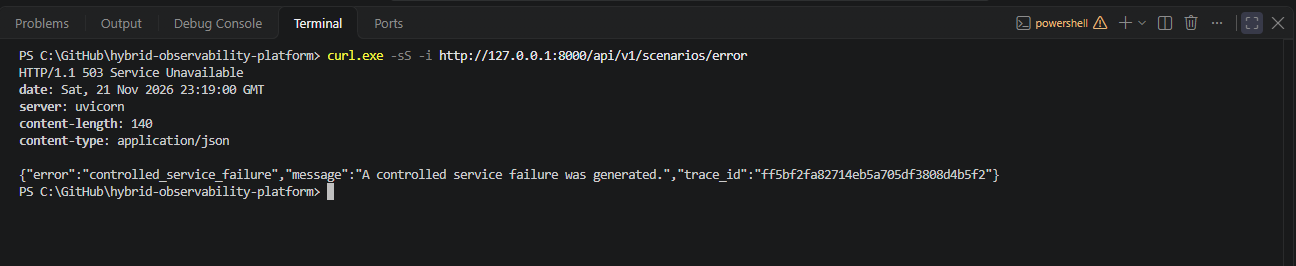 Problems Output Debug Console Terminal Ports powershell
PS C:\GitHub\hybrid-observability-platform> curl.exe -sS -i http://127.0.0.1:8000/api/v1/scenarios/error
HTTP/1.1 503 Service Unavailable
date: Sat, 21 Nov 2026 23:19:00 GMT
server: uvicorn
content-length: 140
content-type: application/json
{"error":"controlled_service_failure","message":"A controlled service failure was generated.","trace_id":"ff5bf2fa82714eb5a705df3808d4b5f2"}
PS C:\GitHub\hybrid-observability-platform>